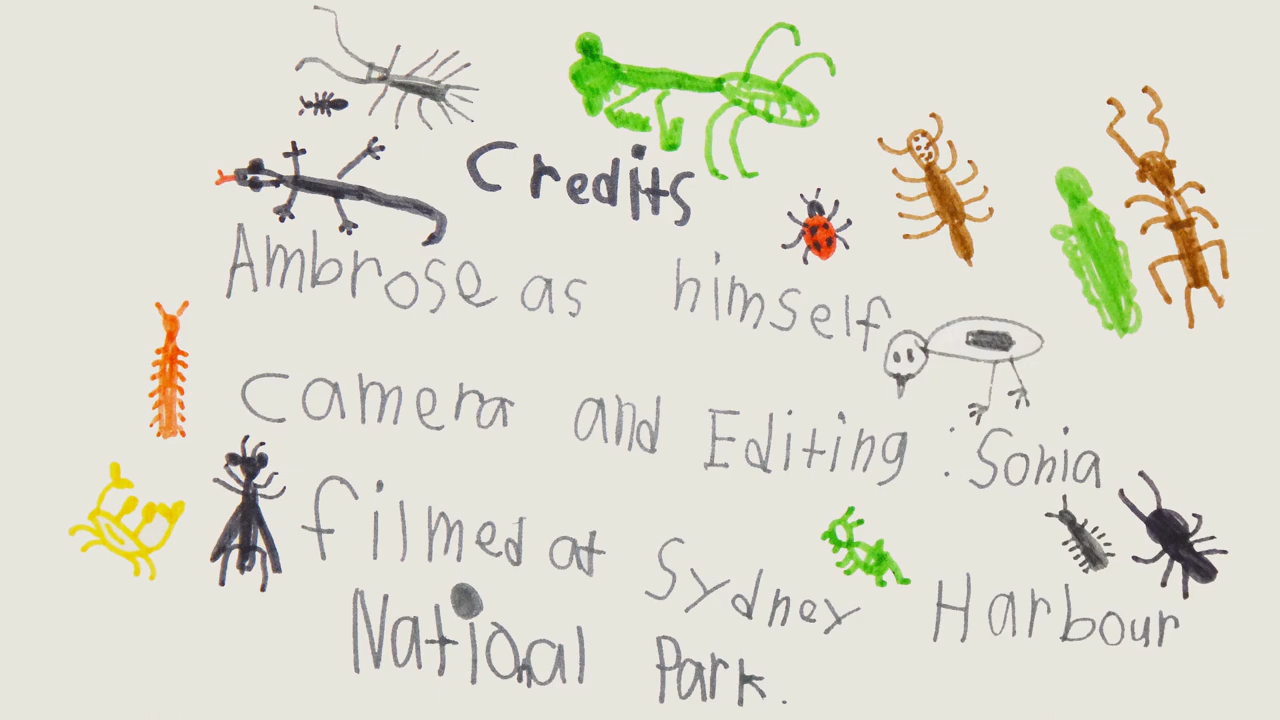 Credits
Ambrose as himself
camera and Editing : Sonia
filmed at Sydney Harbour
National Park.